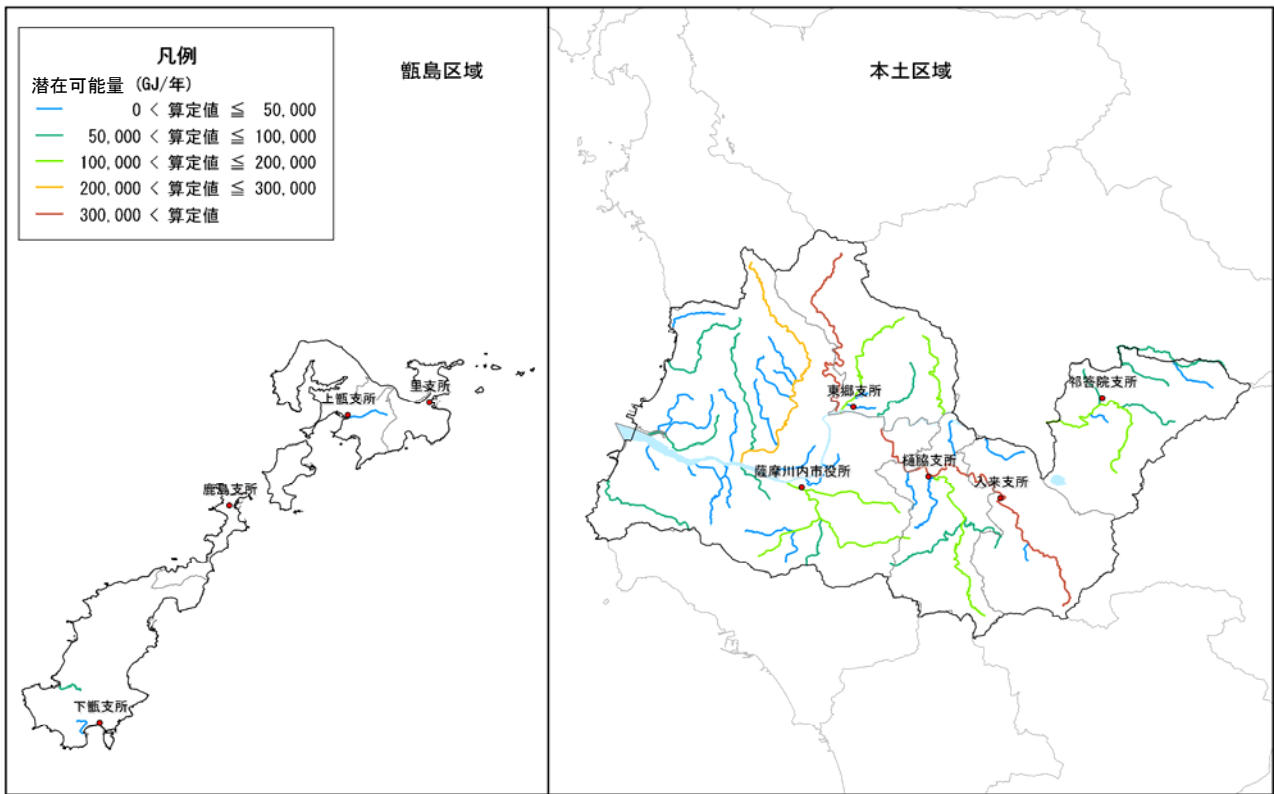 凡例
潜在可能量 (GJ/年)
0 < 算定値 ≦ 50,000
50,000 < 算定値 ≦ 100,000
100,000 < 算定値 ≦ 200,000
200,000 < 算定値 ≦ 300,000
300,000 < 算定値
甑島区域
本土区域
里支所
上甑支所
鹿島支所
下甑支所
祁答院支所
東郷支所
樋脇支所
薩摩川内市役所
入来支所